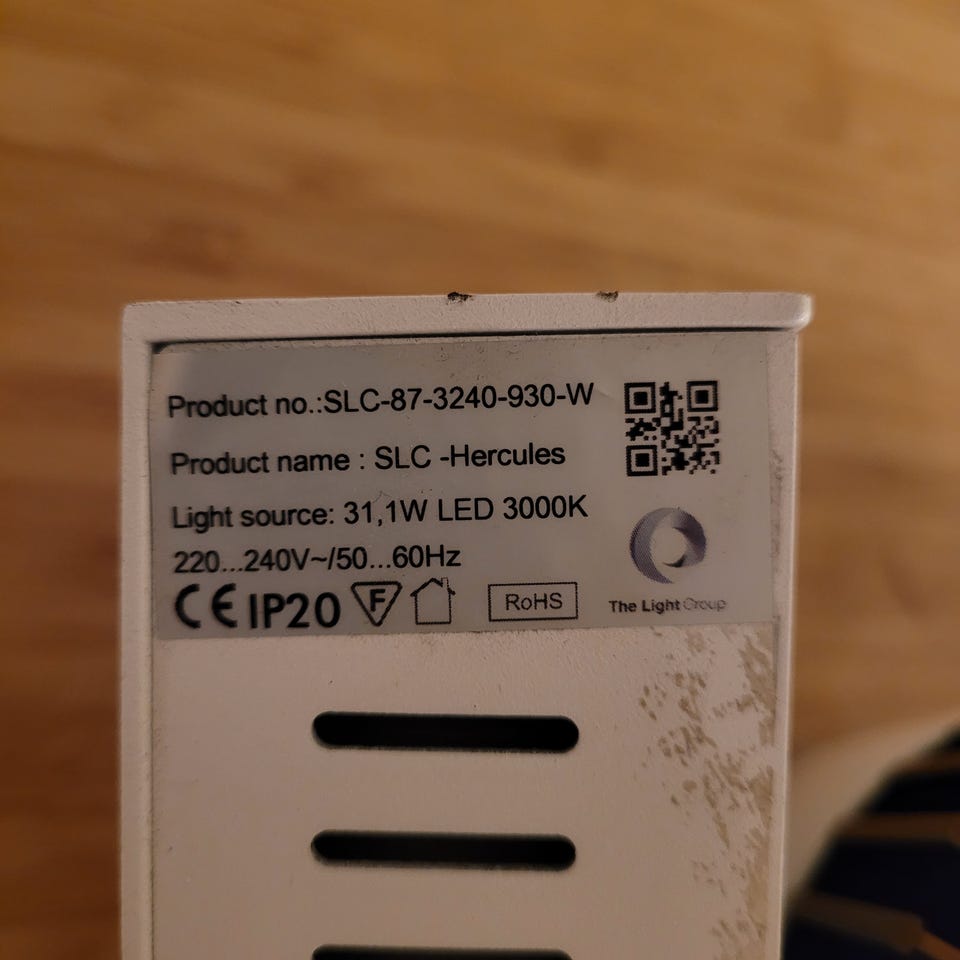 Product no.:SLC-87-3240-930-W
Product name : SLC -Hercules
Light source: 31,1W LED 3000K
220...240V~/50...60Hz
CE IP20 F RoHS
The Light Group